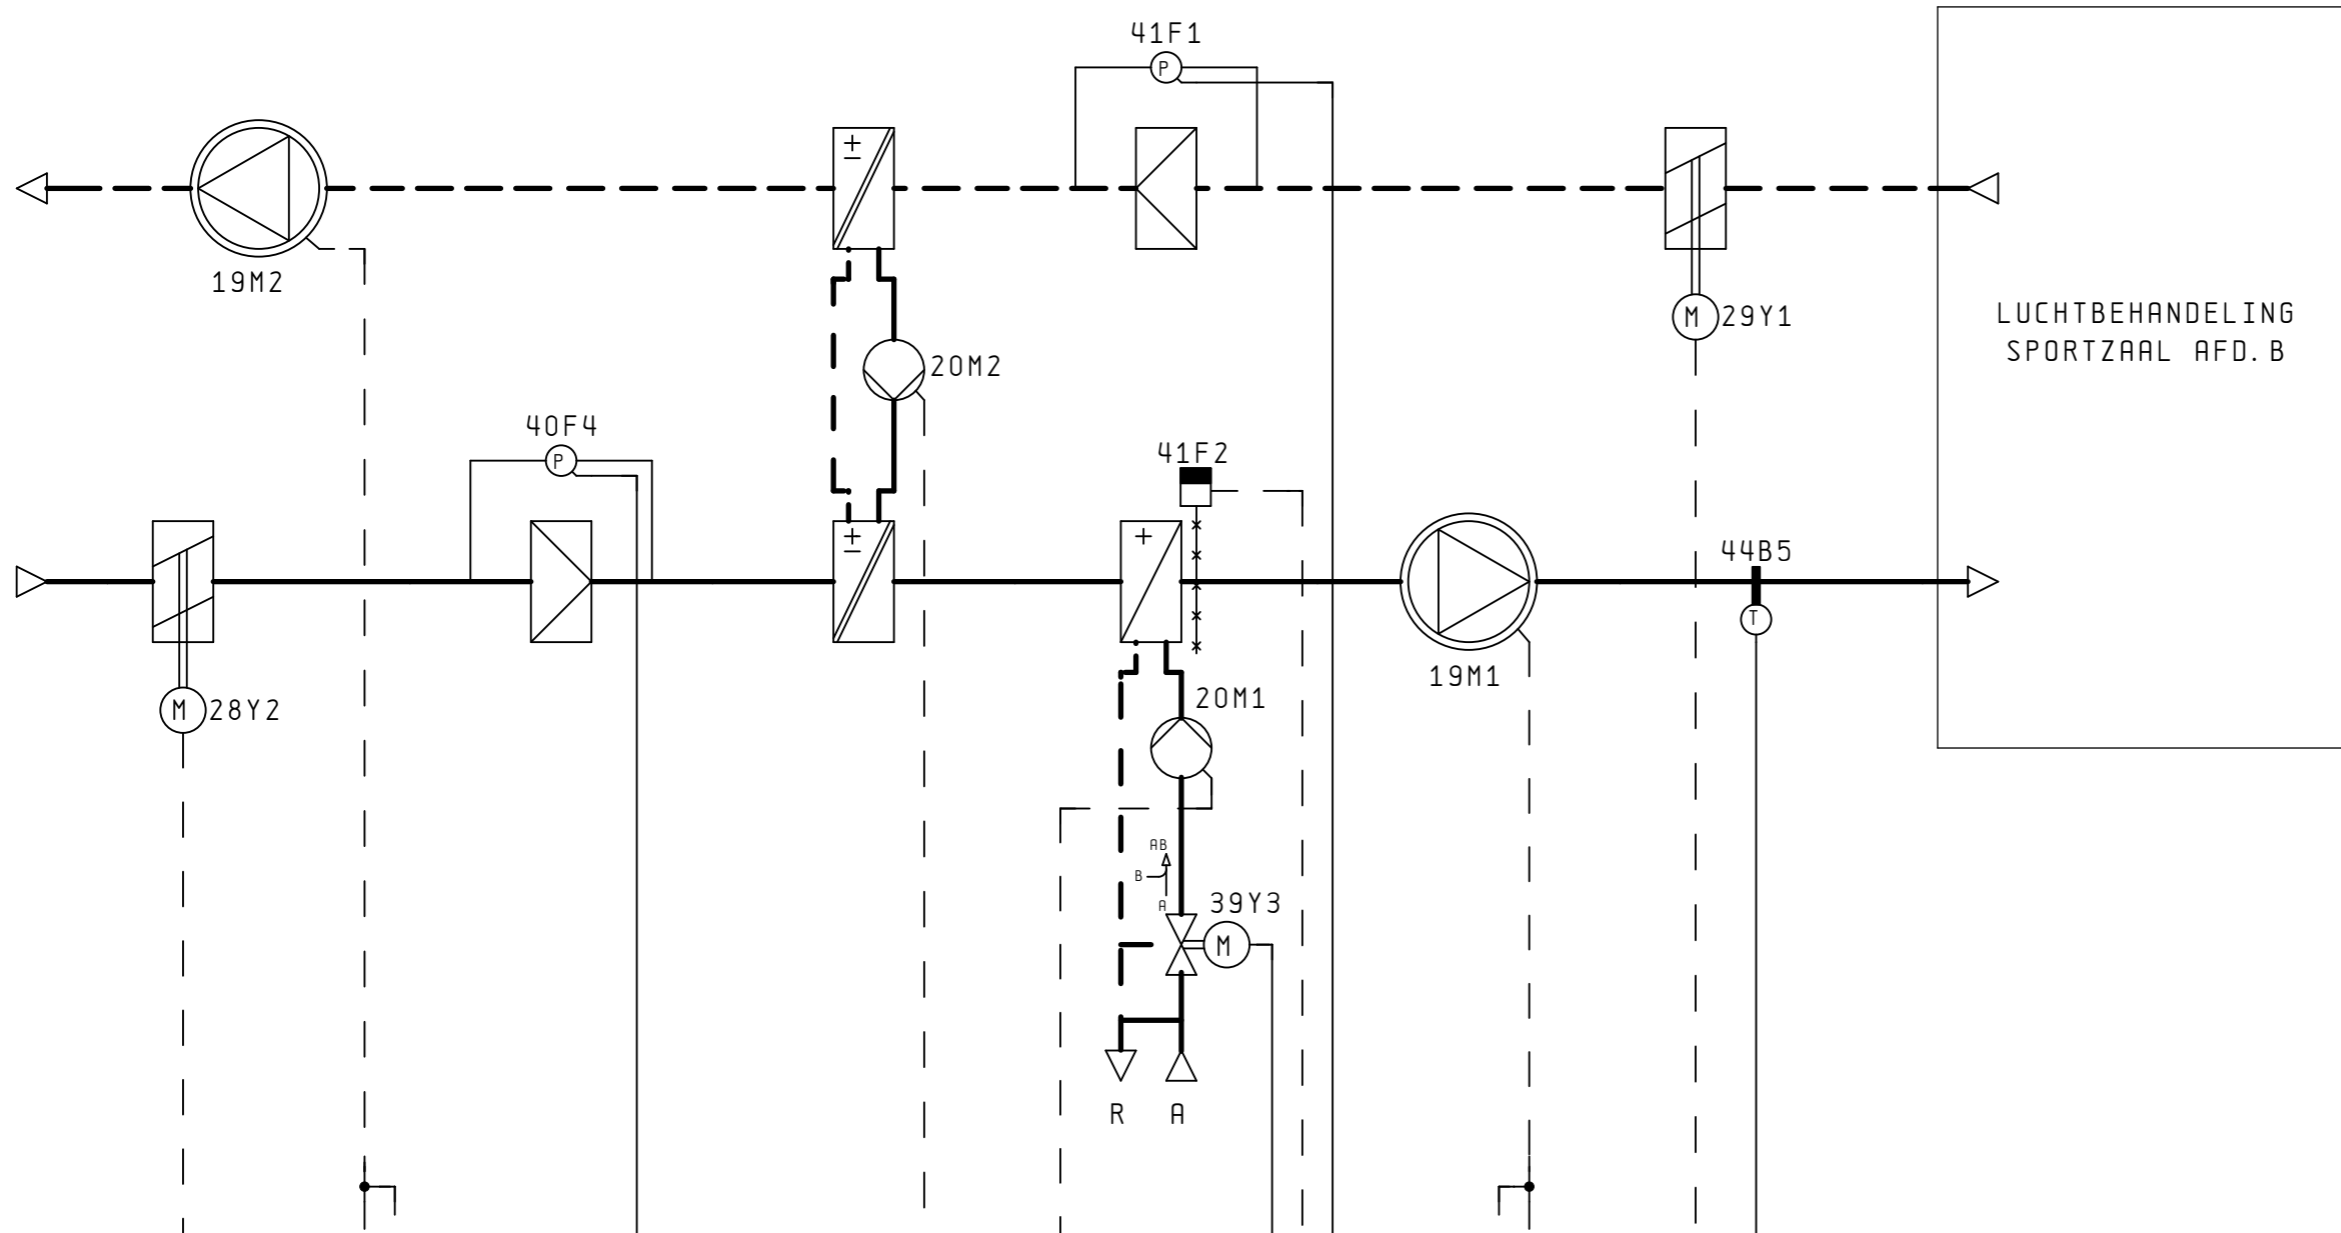 41F1
P
±
19M2
M
29Y1
LUCHTBEHANDELING
SPORTZAAL AFD.B
20M2
40F4
P
41F2
±
+
44B5
T
19M1
M
28Y2
20M1
AB
B
A
39Y3
M
R
A